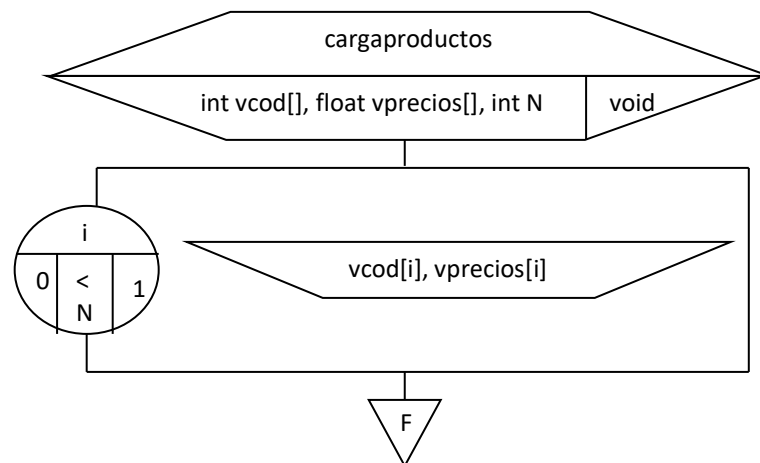 cargaproductos
int vcod[], float vprecios[], int N
void
i
0
<
N
1
vcod[i], vprecios[i]
F